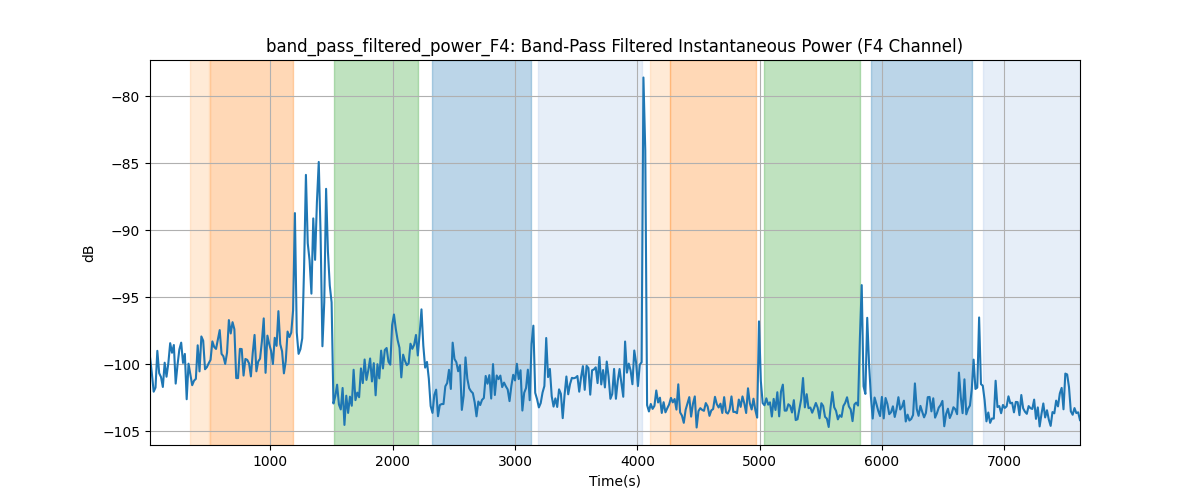 band_pass_filtered_power_F4: Band-Pass Filtered Instantaneous Power (F4 Channel)
−80
−85
−90
−95
−100
−105
dB
1000 2000 3000 4000 5000 6000 7000
Time(s)